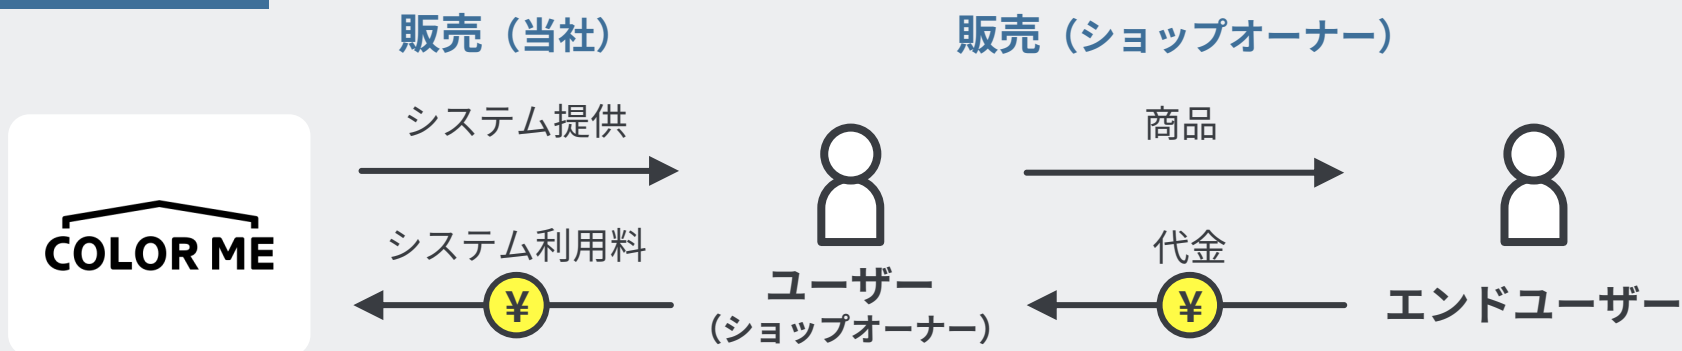 販売（当社）
販売（ショップオーナー）
システム提供
商品
COLOR ME
システム利用料
代金
¥
¥
ユーザー
（ショップオーナー）
エンドユーザー